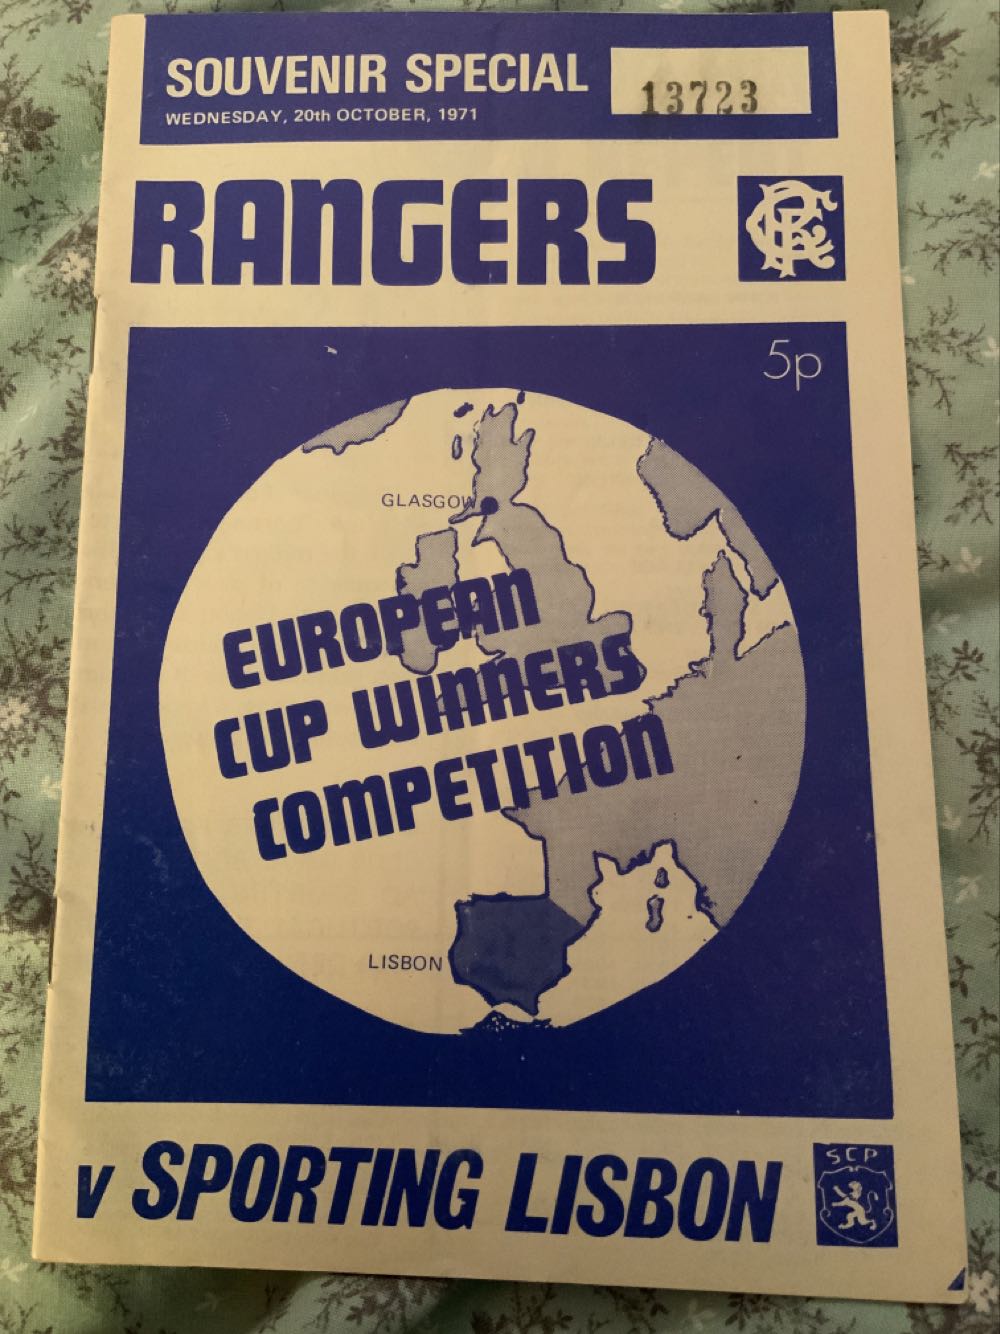 SOUVENIR SPECIAL
13723
WEDNESDAY, 20th OCTOBER, 1971
RANGERS
RFC
5p
GLASGOW
EUROPEAN
CUP WINNERS
COMPETITION
LISBON
SCP
v SPORTING LISBON